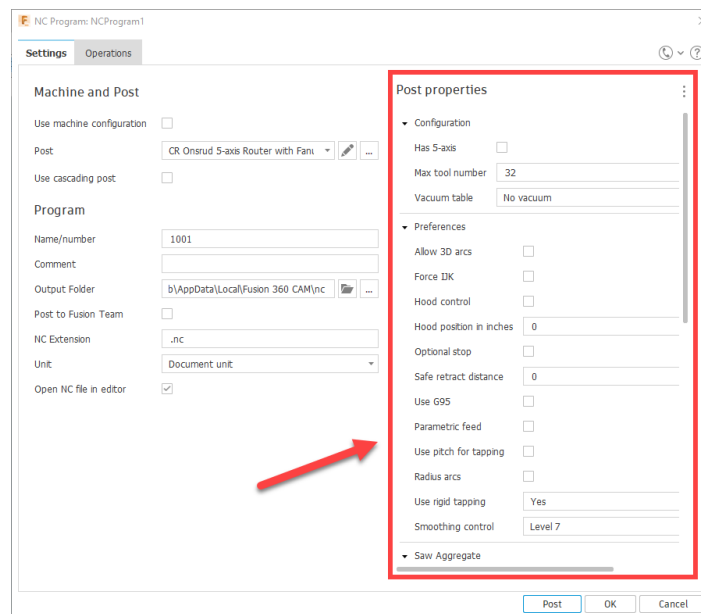 NC Program: NCProgram1
Settings
Operations
Machine and Post
Use machine configuration
Post
CR Onsrud 5-axis Router with Fanu
...
Use cascading post
Program
Name/number
1001
Comment
Output Folder
b\AppData\Local\Fusion 360 CAM\nc
...
Post to Fusion Team
NC Extension
.nc
Unit
Document unit
Open NC file in editor
Post properties
Configuration
Has 5-axis
Max tool number
32
Vacuum table
No vacuum
Preferences
Allow 3D arcs
Force IJK
Hood control
Hood position in inches
0
Optional stop
Safe retract distance
0
Use G95
Parametric feed
Use pitch for tapping
Radius arcs
Use rigid tapping
Yes
Smoothing control
Level 7
Saw Aggregate
Post
OK
Cancel